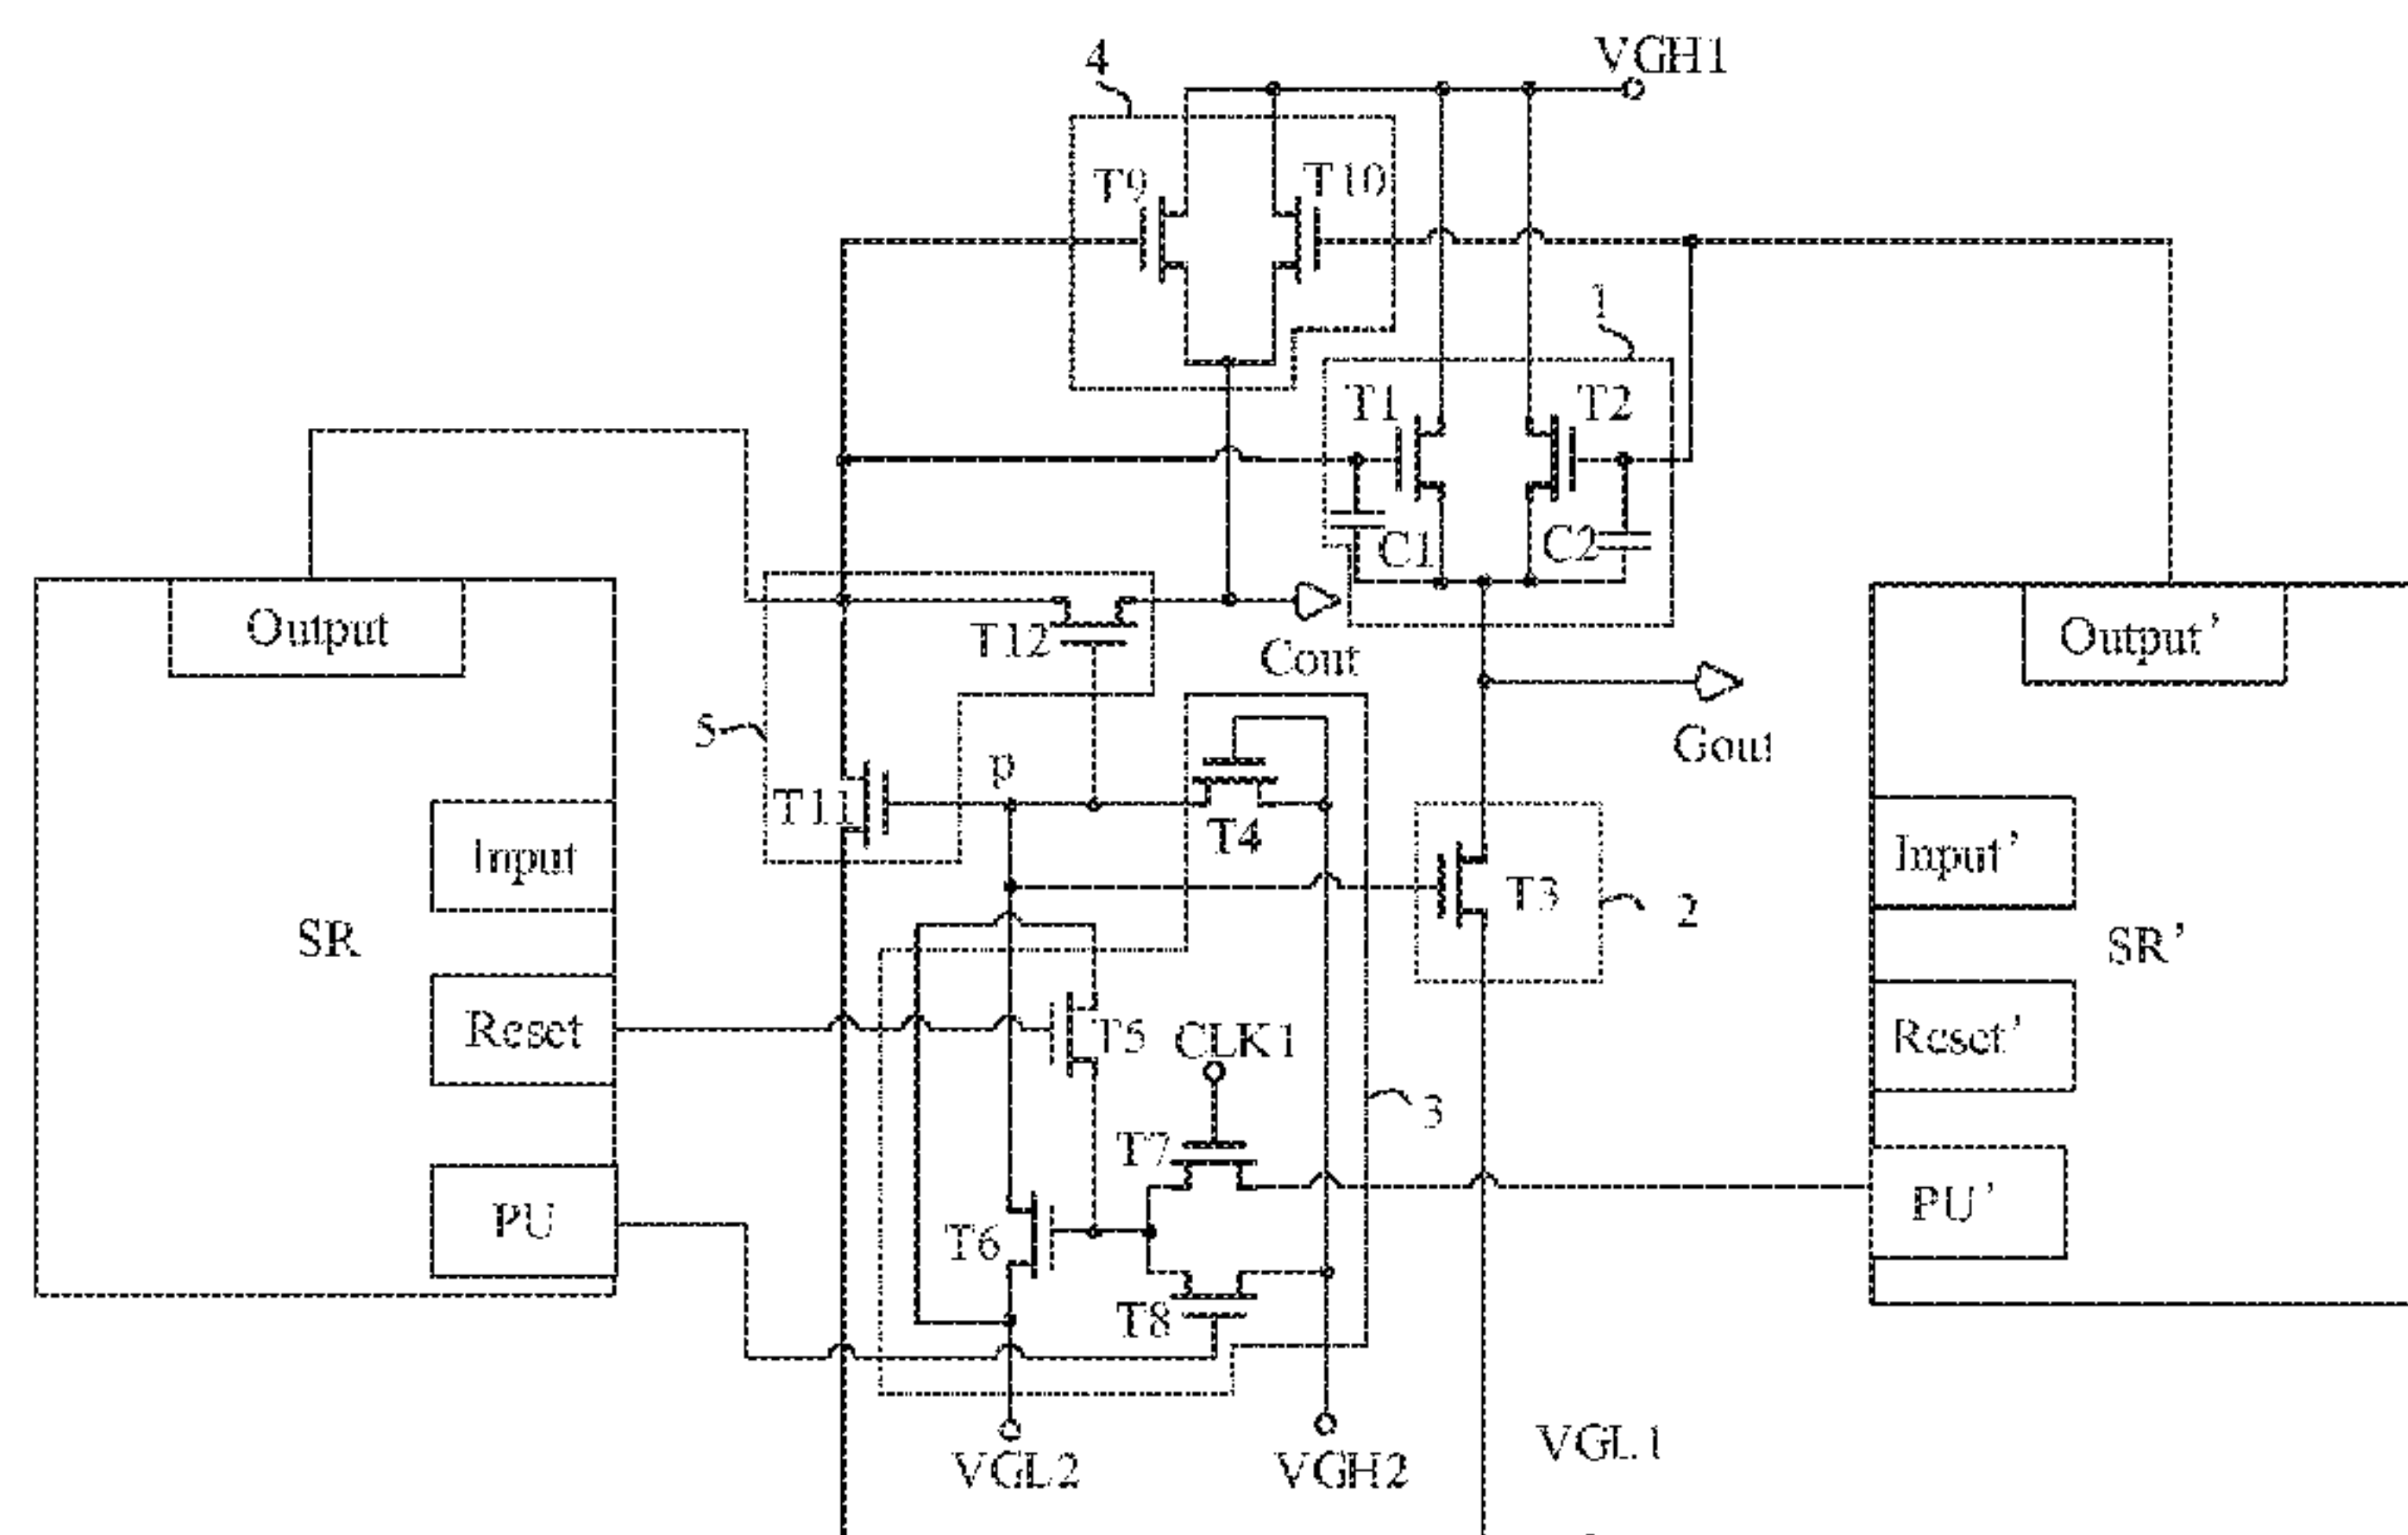 4
VGH1
T9
T10
1
T1
T2
C1
C2
Output
T12
Cout
Output’
5
p
Gout
T11
T4
Input
Input’
T3
2
SR
SR’
Reset
T5
CLK1
Reset’
3
T7
PU
T6
PU’
T8
VGL2
VGH2
VGL1